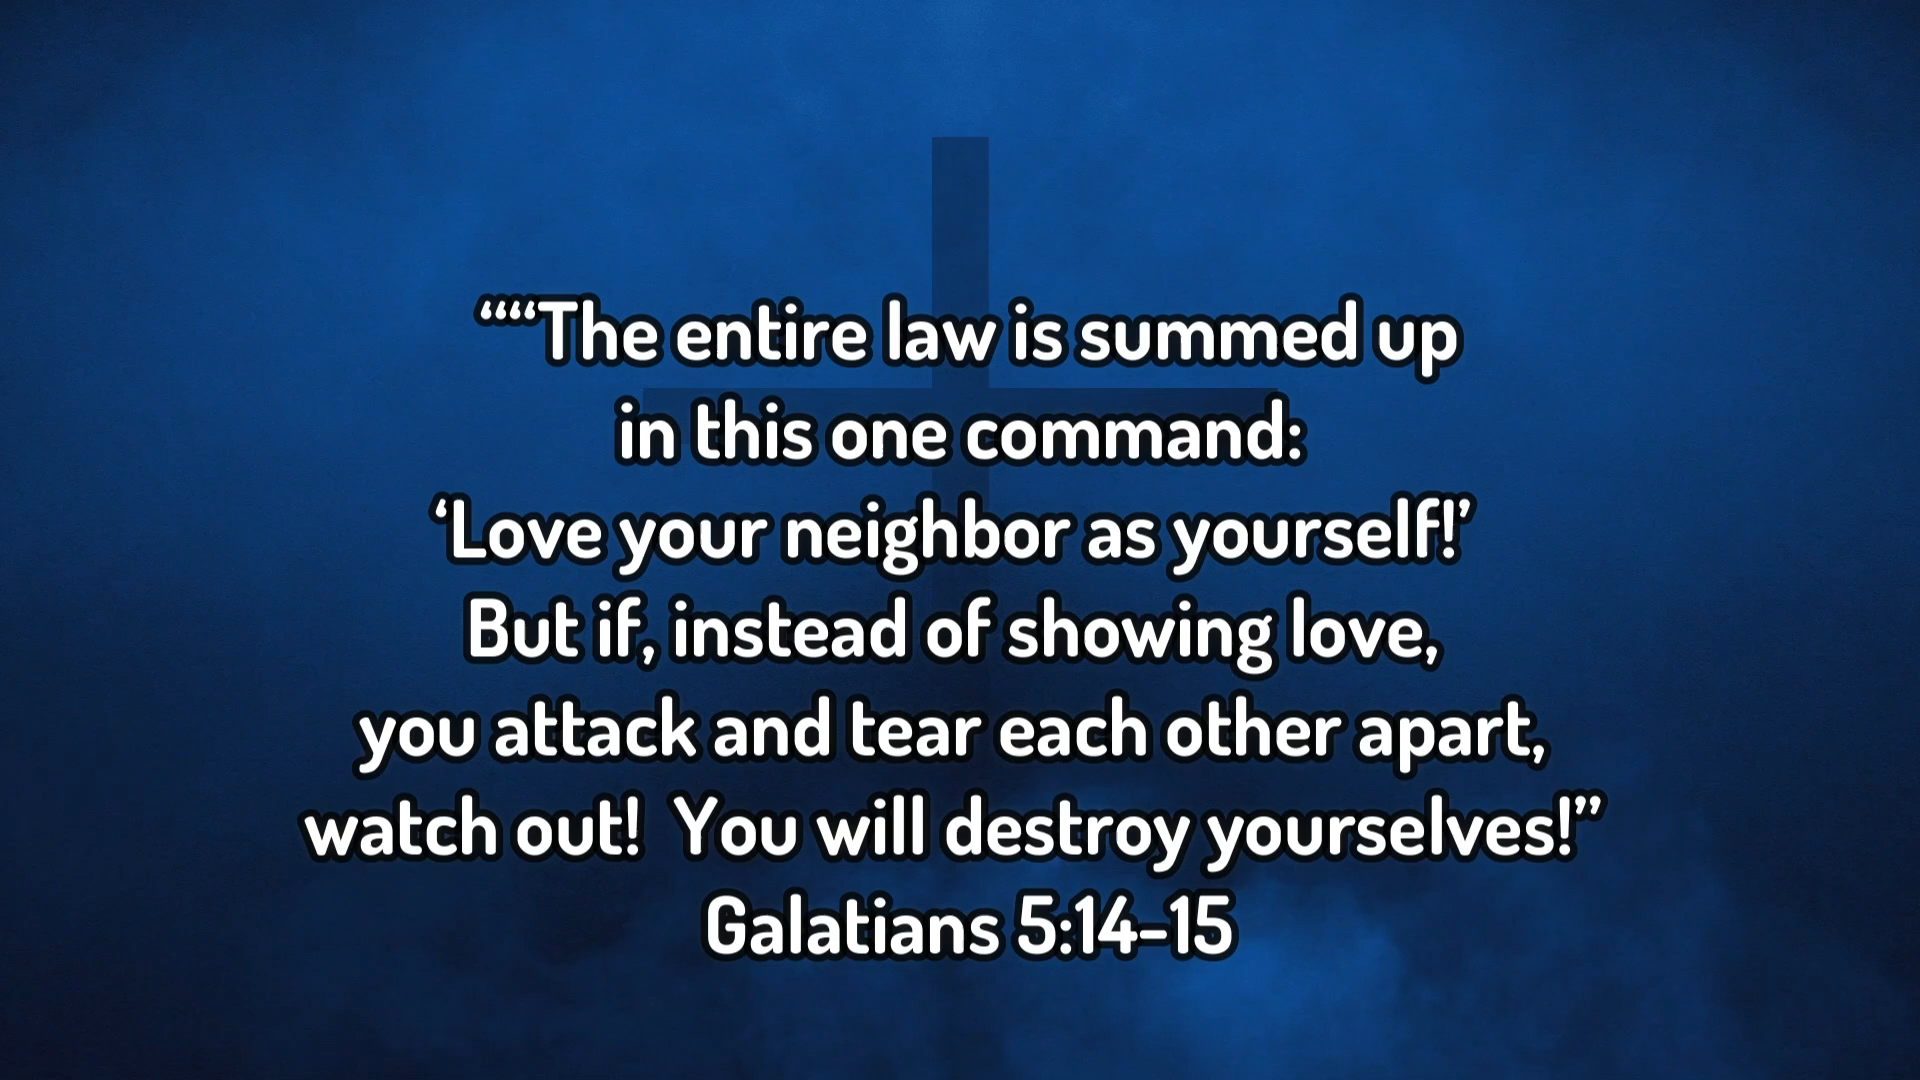 ““The entire law is summed up
in this one command:
‘Love your neighbor as yourself!’
But if, instead of showing love,
you attack and tear each other apart,
watch out!  You will destroy yourselves!”
Galatians 5:14-15